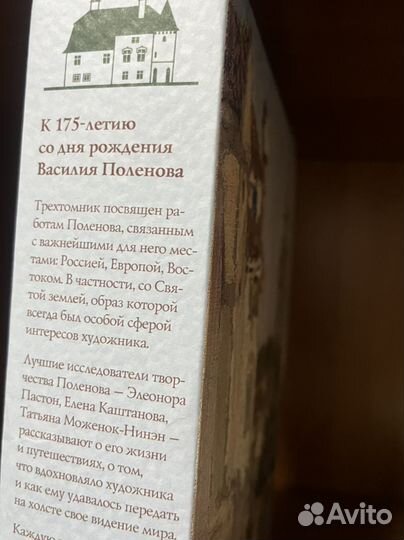 К 175-летию
со дня рождения
Василия Поленова
Трехтомник посвящен ра-
ботам Поленова, связанным
с важнейшими для него мес-
тами: Россией, Европой, Вос-
током. В частности, со Свя-
той землей, образ которой
всегда был особой сферой
интересов художника.
Лучшие исследователи твор-
чества Поленова — Элеонора
Пастон, Елена Каштанова,
Татьяна Моженок-Нинэн —
рассказывают о его жизни
и путешествиях, о том,
что вдохновляло художника
и как ему удавалось передать
на холсте свое видение мира.
Avito